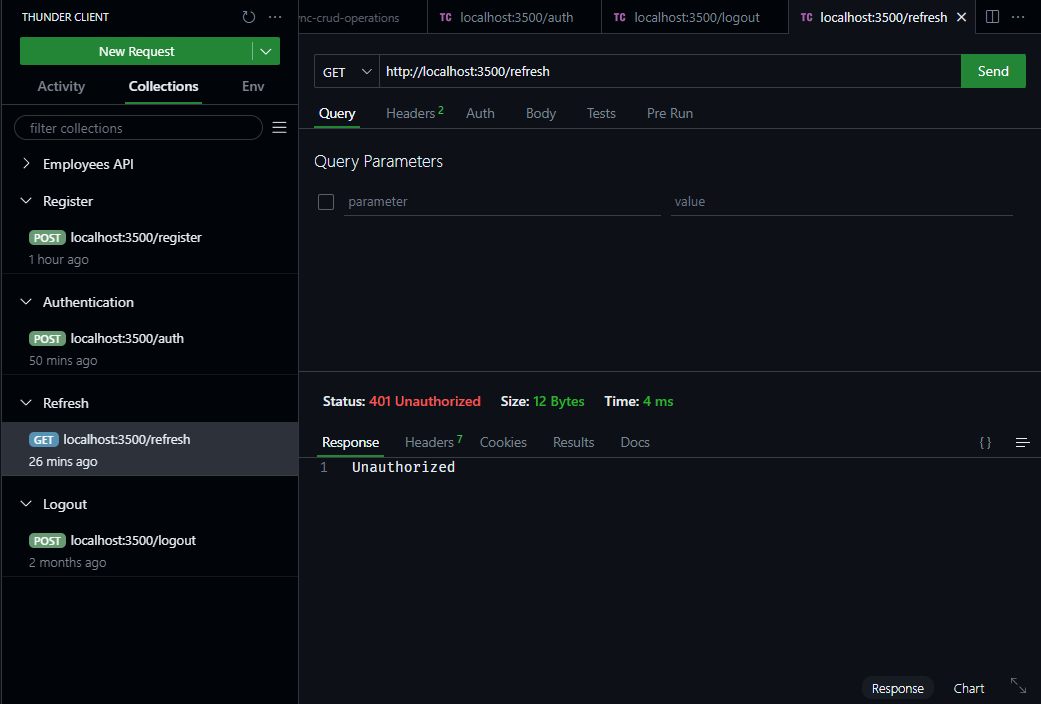 THUNDER CLIENT
New Request
Activity Collections Env
filter collections
Employees API
Register
POST localhost:3500/register
1 hour ago
Authentication
POST localhost:3500/auth
50 mins ago
Refresh
GET localhost:3500/refresh
26 mins ago
Logout
POST localhost:3500/logout
2 months ago
nc-crud-operations TC localhost:3500/auth TC localhost:3500/logout TC localhost:3500/refresh
GET http://localhost:3500/refresh Send
Query Headers 2 Auth Body Tests Pre Run
Query Parameters
parameter value
Status: 401 Unauthorized Size: 12 Bytes Time: 4 ms
Response Headers 7 Cookies Results Docs { }
1 Unauthorized
Response Chart